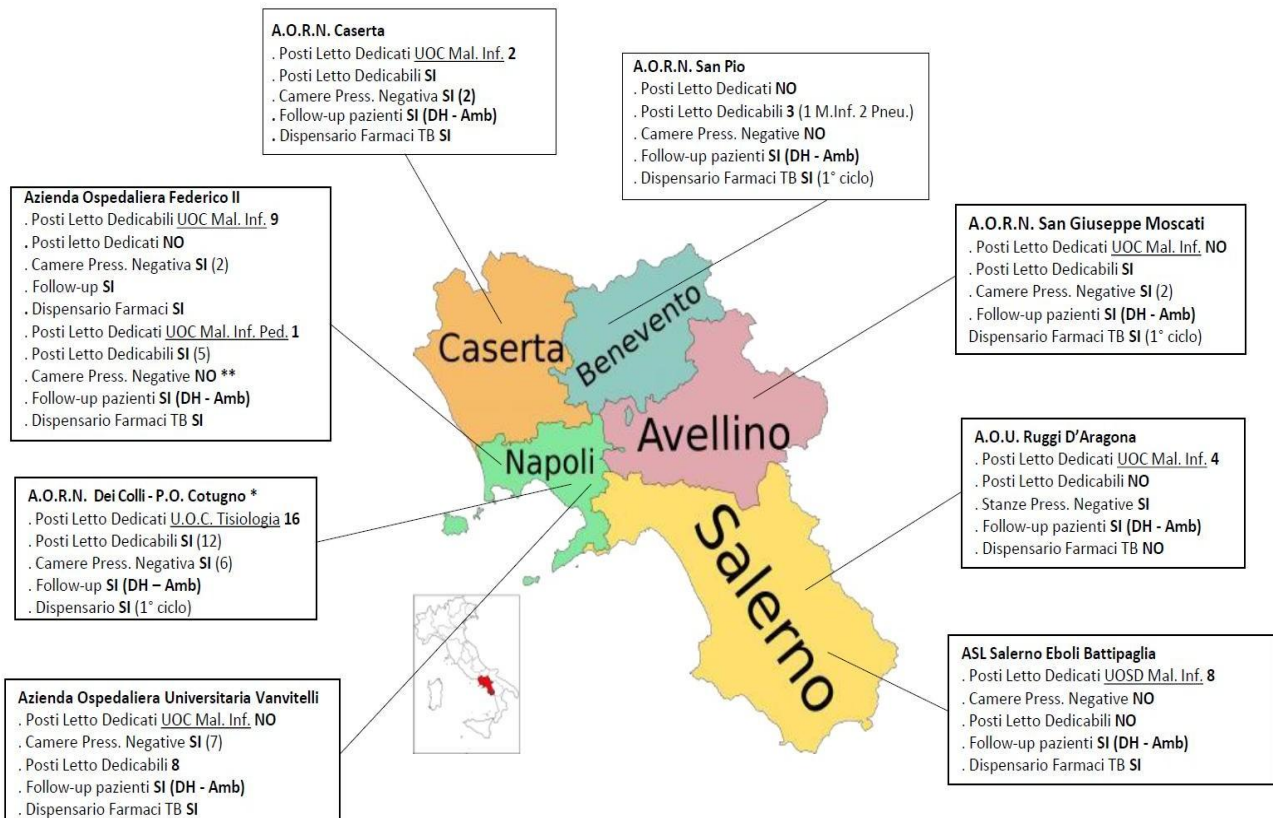 A.O.R.N. Caserta
. Posti Letto Dedicati UOC Mal. Inf. 2
. Posti Letto Dedicabili SI
. Camere Press. Negativa SI (2)
. Follow-up pazienti SI (DH - Amb)
. Dispensario Farmaci TB SI
A.O.R.N. San Pio
. Posti Letto Dedicati NO
. Posti Letto Dedicabili 3 (1 M.Inf. 2 Pneu.)
. Camere Press. Negative NO
. Follow-up pazienti SI (DH - Amb)
. Dispensario Farmaci TB SI (1° ciclo)
Azienda Ospedaliera Federico II
. Posti Letto Dedicabili UOC Mal. Inf. 9
. Posti letto Dedicati NO
. Camere Press. Negativa SI (2)
. Follow-up SI
. Dispensario Farmaci SI
. Posti Letto Dedicati UOC Mal. Inf. Ped. 1
. Posti Letto Dedicabili SI (5)
. Camere Press. Negative NO **
. Follow-up pazienti SI (DH - Amb)
. Dispensario Farmaci TB SI
A.O.R.N. San Giuseppe Moscati
. Posti Letto Dedicati UOC Mal. Inf. NO
. Posti Letto Dedicabili SI
. Camere Press. Negative SI (2)
. Follow-up pazienti SI (DH - Amb)
Dispensario Farmaci TB SI (1° ciclo)
Caserta
Benevento
Avellino
Napoli
Salerno
A.O.R.N. Dei Colli - P.O. Cotugno *
. Posti Letto Dedicati U.O.C. Tisiologia 16
. Posti Letto Dedicabili SI (12)
. Camere Press. Negativa SI (6)
. Follow-up SI (DH – Amb)
. Dispensario SI (1° ciclo)
A.O.U. Ruggi D’Aragona
. Posti Letto Dedicati UOC Mal. Inf. 4
. Posti Letto Dedicabili NO
. Stanze Press. Negative SI
. Follow-up pazienti SI (DH - Amb)
. Dispensario Farmaci TB NO
Azienda Ospedaliera Universitaria Vanvitelli
. Posti Letto Dedicati UOC Mal. Inf. NO
. Camere Press. Negative SI (7)
. Posti Letto Dedicabili 8
. Follow-up pazienti SI (DH - Amb)
. Dispensario Farmaci TB SI
ASL Salerno Eboli Battipaglia
. Posti Letto Dedicati UOSD Mal. Inf. 8
. Camere Press. Negative NO
. Posti Letto Dedicabili NO
. Follow-up pazienti SI (DH - Amb)
. Dispensario Farmaci TB SI